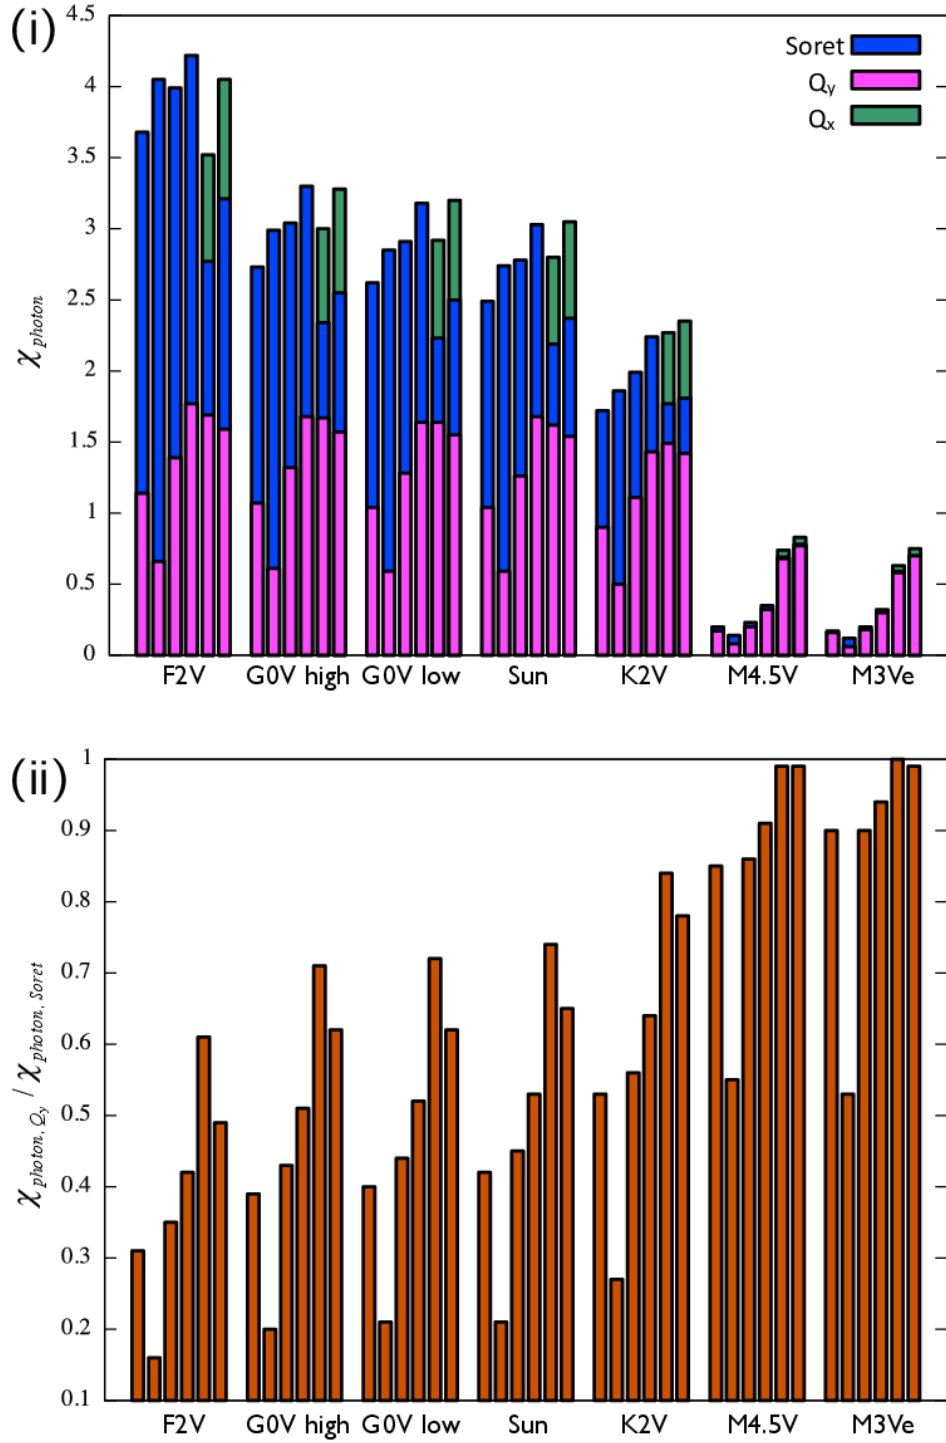 (i)
4.5
4
3.5
3
2.5
2
1.5
1
0.5
0
χ photon
Soret
Qy
Qx
F2V G0V high G0V low Sun K2V M4.5V M3Ve
(ii)
1
0.9
0.8
0.7
0.6
0.5
0.4
0.3
0.2
0.1
χ photon, Qy / χ photon, Soret
F2V G0V high G0V low Sun K2V M4.5V M3Ve